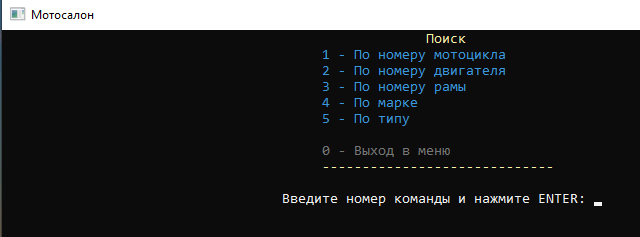 Мотосалон
Поиск
1 - По номеру мотоцикла
2 - По номеру двигателя
3 - По номеру рамы
4 - По марке
5 - По типу
0 - Выход в меню
-----------------------------
Введите номер команды и нажмите ENTER: _